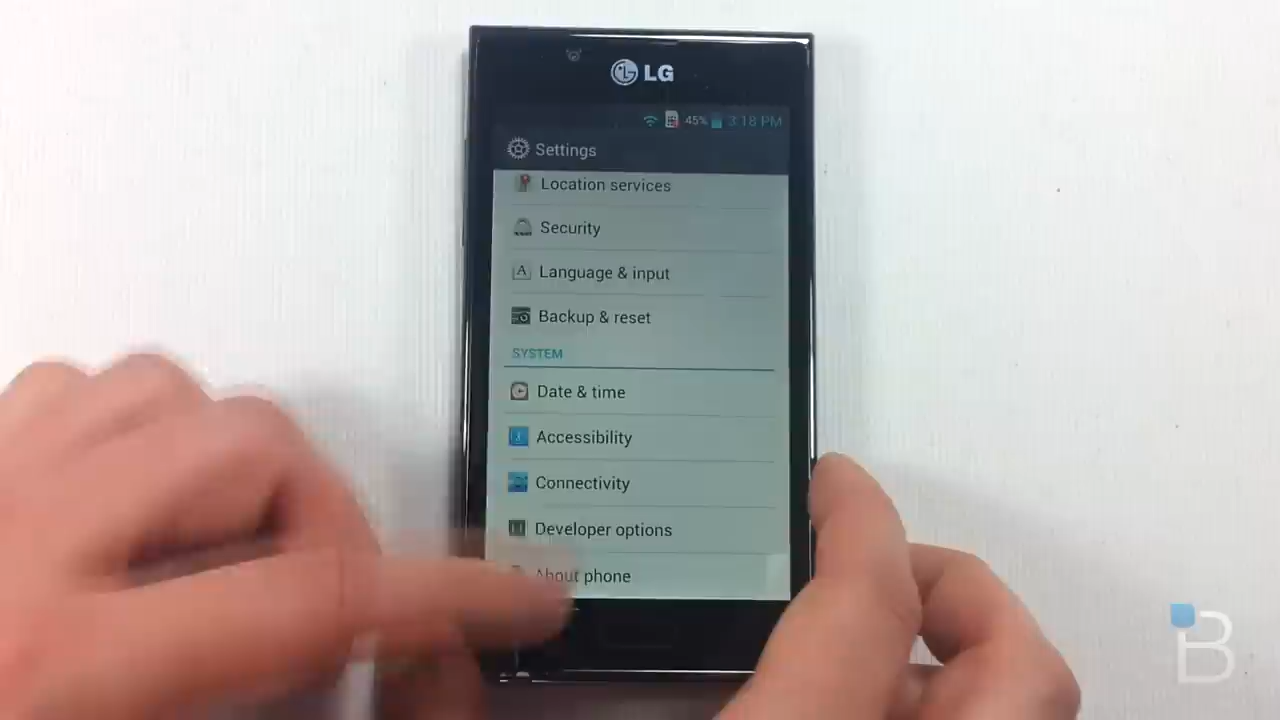 LG
45% 3:18 PM
Settings
Location services
Security
A Language & input
Backup & reset
SYSTEM
Date & time
Accessibility
Connectivity
Developer options
About phone
B